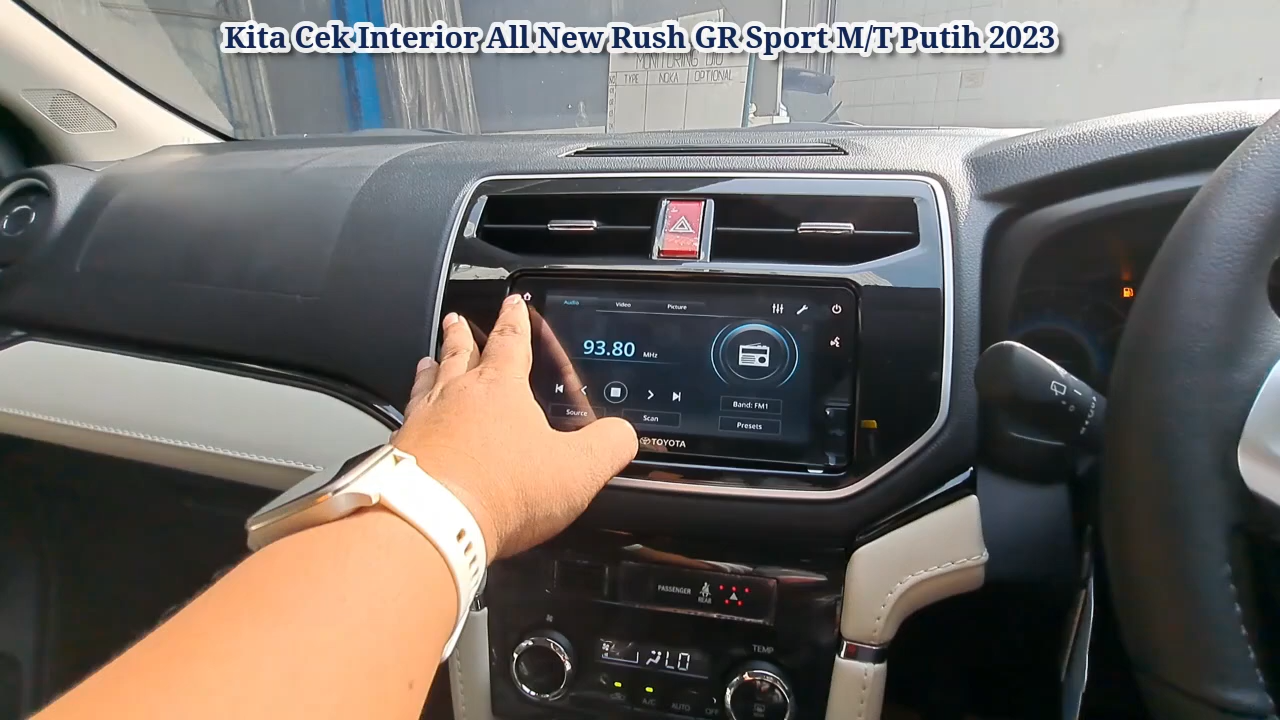 Kita Cek Interior All New Rush GR Sport M/T Putih 2023
MONITORING DIO
NO TYPE NOKA OPTIONAL
Audio Video Picture
93.80 MHz
Source Scan Band: FM1
Presets
TOYOTA
PASSENGER REAR
TEMP
LO
A/C AUTO OFF